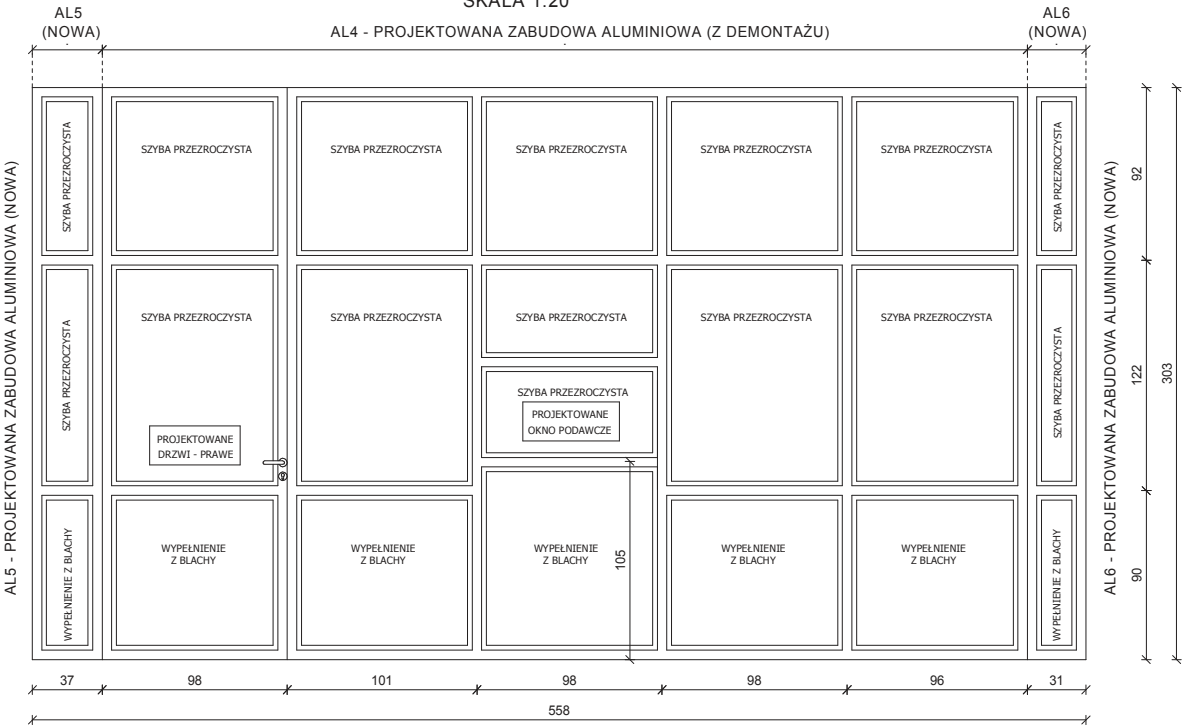 SKALA 1:20
AL5
(NOWA)
AL4 - PROJEKTOWANA ZABUDOWA ALUMINIOWA (Z DEMONTAŻU)
AL6
(NOWA)
AL5 - PROJEKTOWANA ZABUDOWA ALUMINIOWA (NOWA)
SZYBA PRZEZROCZYSTA
SZYBA PRZEZROCZYSTA
SZYBA PRZEZROCZYSTA
SZYBA PRZEZROCZYSTA
SZYBA PRZEZROCZYSTA
SZYBA PRZEZROCZYSTA
SZYBA PRZEZROCZYSTA
92
SZYBA PRZEZROCZYSTA
SZYBA PRZEZROCZYSTA
SZYBA PRZEZROCZYSTA
SZYBA PRZEZROCZYSTA
SZYBA PRZEZROCZYSTA
SZYBA PRZEZROCZYSTA
SZYBA PRZEZROCZYSTA
122
303
SZYBA PRZEZROCZYSTA
PROJEKTOWANE
OKNO PODAWCZE
PROJEKTOWANE
DRZWI - PRAWE
WYPEŁNIENIE Z BLACHY
WYPEŁNIENIE
Z BLACHY
WYPEŁNIENIE
Z BLACHY
WYPEŁNIENIE
Z BLACHY
105
WYPEŁNIENIE
Z BLACHY
WYPEŁNIENIE
Z BLACHY
WYPEŁNIENIE Z BLACHY
90
AL6 - PROJEKTOWANA ZABUDOWA ALUMINIOWA (NOWA)
37
98
101
98
98
96
31
558